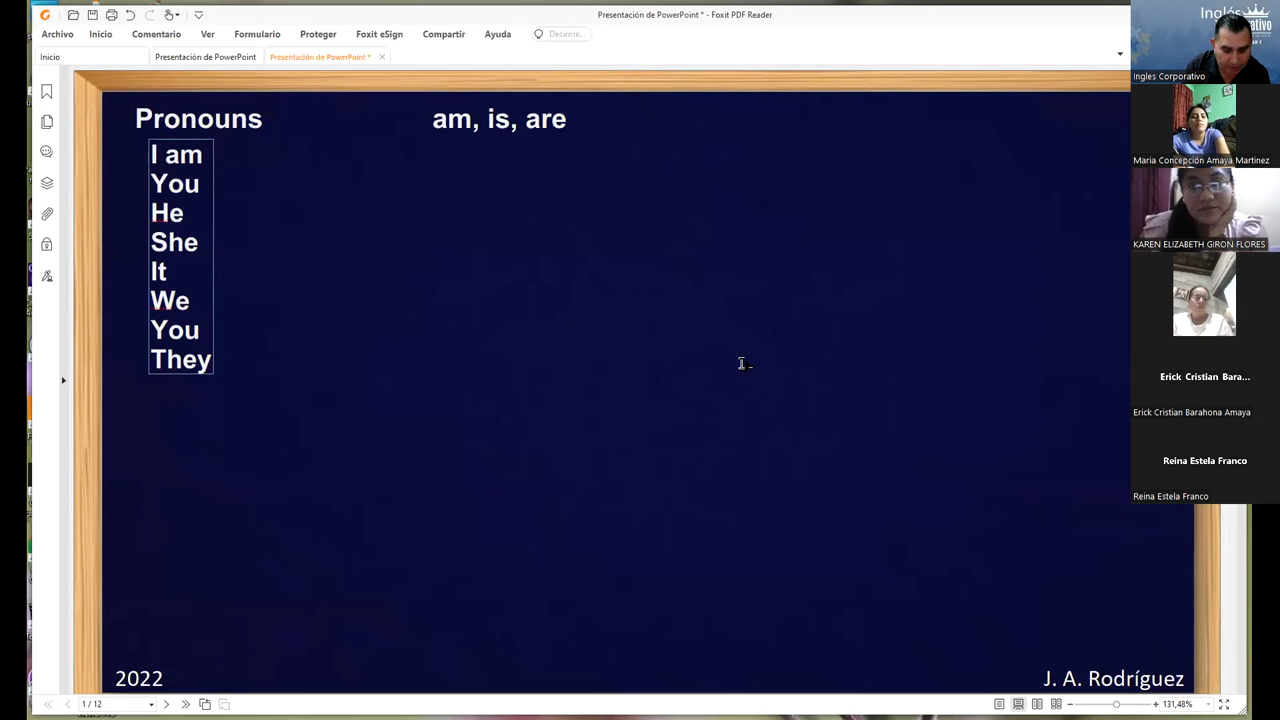 Presentación de PowerPoint * - Foxit PDF Reader
Archivo Inicio Comentario Ver Formulario Proteger Foxit eSign Compartir Ayuda Decirme...
Inicio Presentación de PowerPoint Presentación de PowerPoint *
Pronouns am, is, are
I am
You
He
She
It
We
You
They
2022 J. A. Rodríguez
1 / 12 131,48%
Inglés
Ingles Corporativo
Maria Concepción Amaya Martinez
KAREN ELIZABETH GIRON FLORES
Erick Cristian Bara...
Erick Cristian Barahona Amaya
Reina Estela Franco
Reina Estela Franco